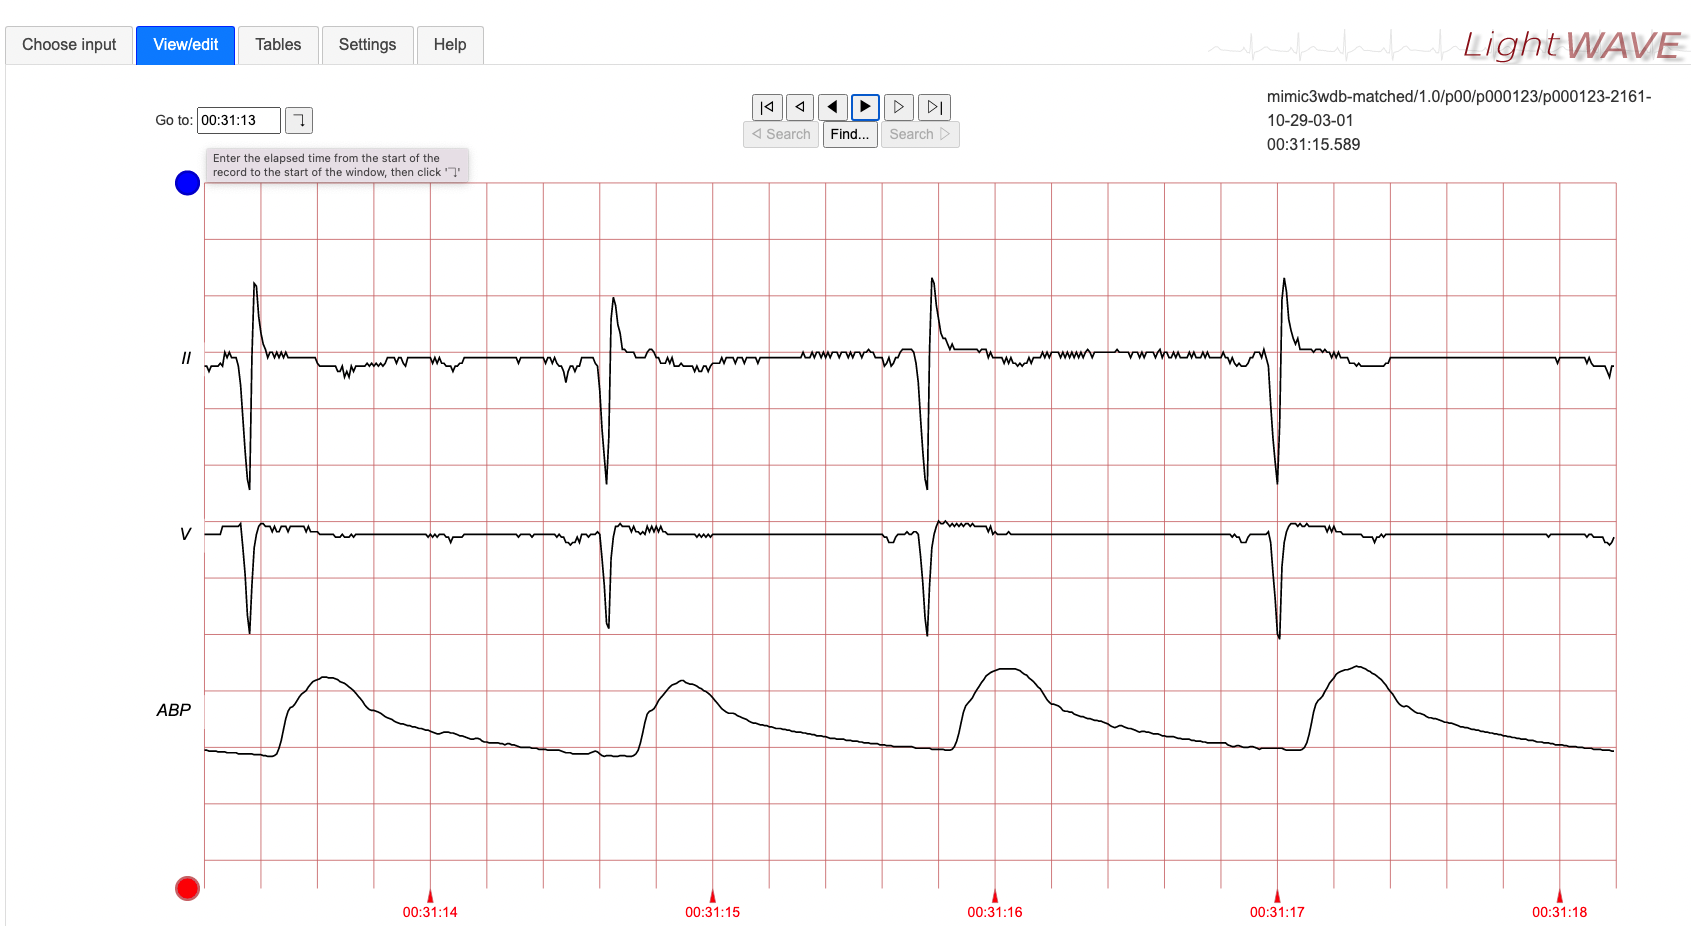 Choose input View/edit Tables Settings Help LightWAVE
Go to: 00:31:13
Search Find... Search
mimic3wdb-matched/1.0/p00/p000123/p000123-2161-
10-29-03-01
00:31:15.589
Enter the elapsed time from the start of the
record to the start of the window, then click '⮧'
II
V
ABP
00:31:14 00:31:15 00:31:16 00:31:17 00:31:18